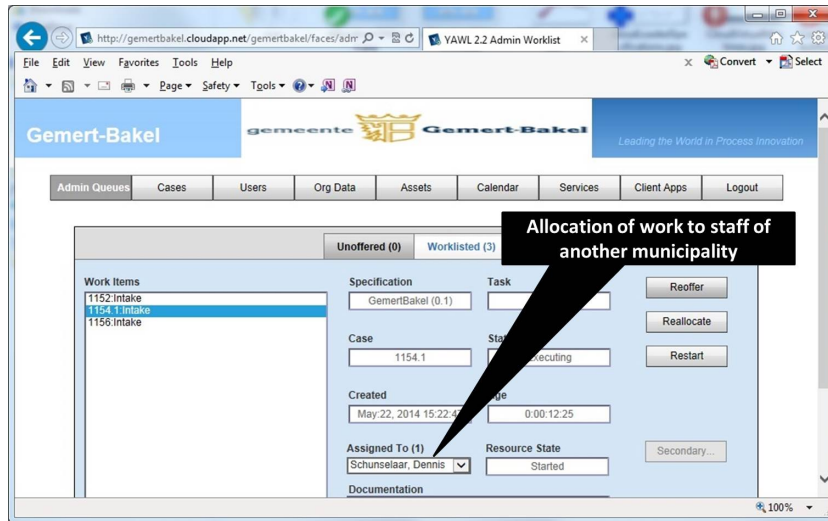 http://gemertbakel.cloudapp.net/gemertbakel/faces/adm
YAWL 2.2 Admin Worklist
File Edit View Favorites Tools Help
Convert Select
Page Safety Tools
Gemert-Bakel
gemeente Gemert-Bakel
Leading the World in Process Innovation
Admin Queues Cases Users Org Data Assets Calendar Services Client Apps Logout
Unoffered (0) Worklisted (3)
Allocation of work to staff of
another municipality
Work Items
1152:Intake
1154.1:Intake
1156:Intake
Specification Task
GemertBakel (0.1)
Reoffer
Reallocate
Case
1154.1
Restart
Created
May:22, 2014 15:22:4 0:00:12:25
Assigned To (1) Resource State
Schunselaar, Dennis Started
Secondary...
Documentation
100%